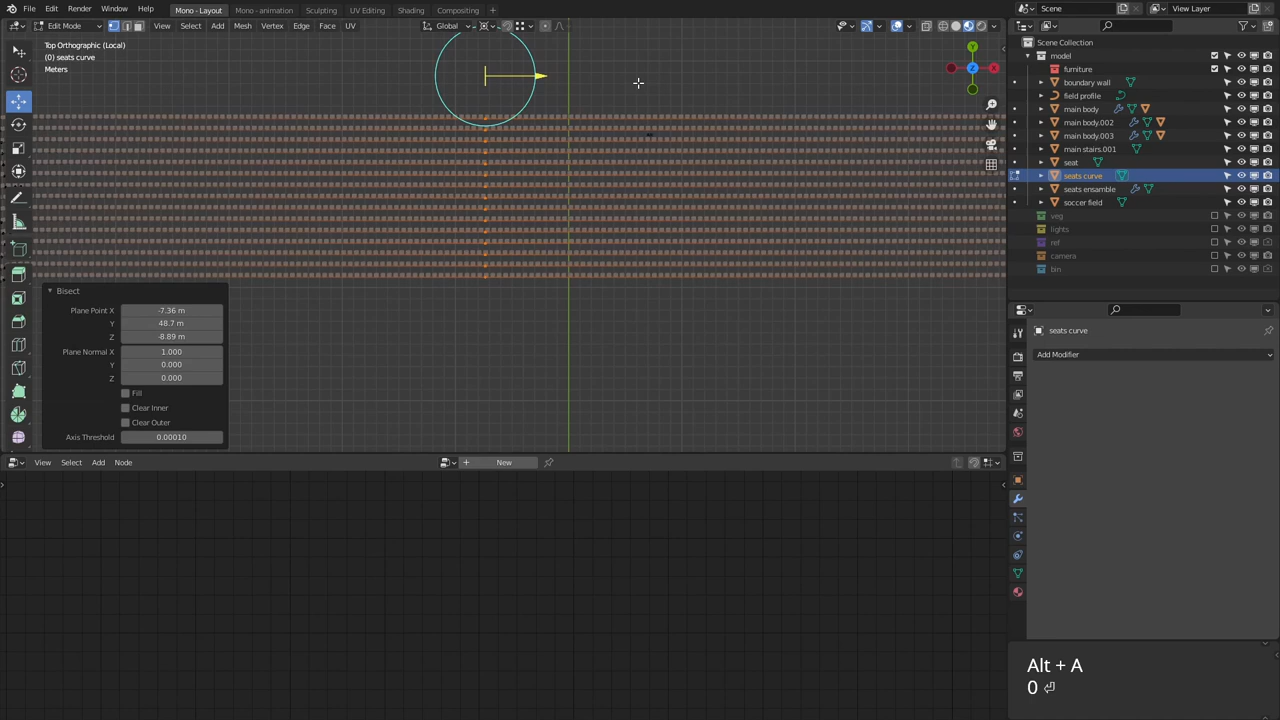 File Edit Render Window Help Mono - Layout Mono - animation Sculpting UV Editing Shading Compositing Scene View Layer
Edit Mode View Select Add Mesh Vertex Edge Face UV Global
Top Orthographic (Local)
(0) seats curve
Meters
Y
Z
X
Scene Collection
model
furniture
boundary wall
field profile
main body
main body.002
main body.003
main stairs.001
seat
seats curve
seats ensamble
soccer field
veg
lights
ref
camera
bin
Bisect
Plane Point X -7.36 m
Y 48.7 m
Z -8.89 m
Plane Normal X 1.000
Y 0.000
Z 0.000
Fill
Clear Inner
Clear Outer
Axis Threshold 0.00010
seats curve
Add Modifier
View Select Add Node New
Alt + A
0 ⏎